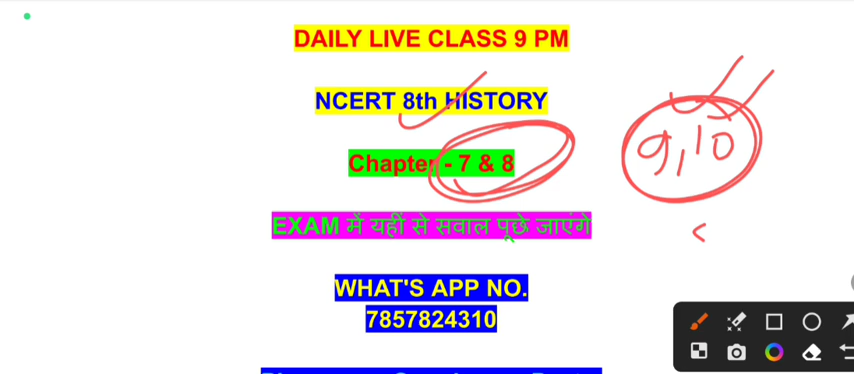 DAILY LIVE CLASS 9 PM
NCERT 8th HISTORY
Chapter - 7 & 8
9, 10
EXAM में यहीं से सवाल पूछे जाएंगे
WHAT'S APP NO.
7857824310